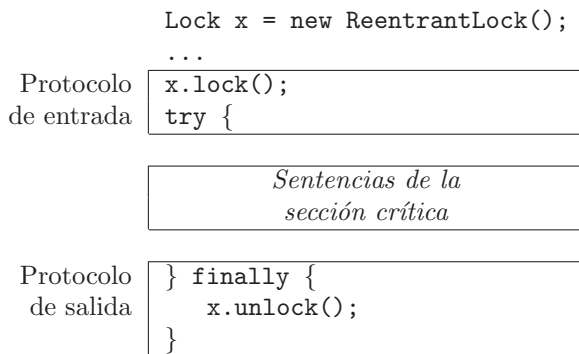 Lock x = new ReentrantLock();
...
Protocolo x.lock();
de entrada try {
Sentencias de la
sección crítica
Protocolo } finally {
de salida x.unlock();
}